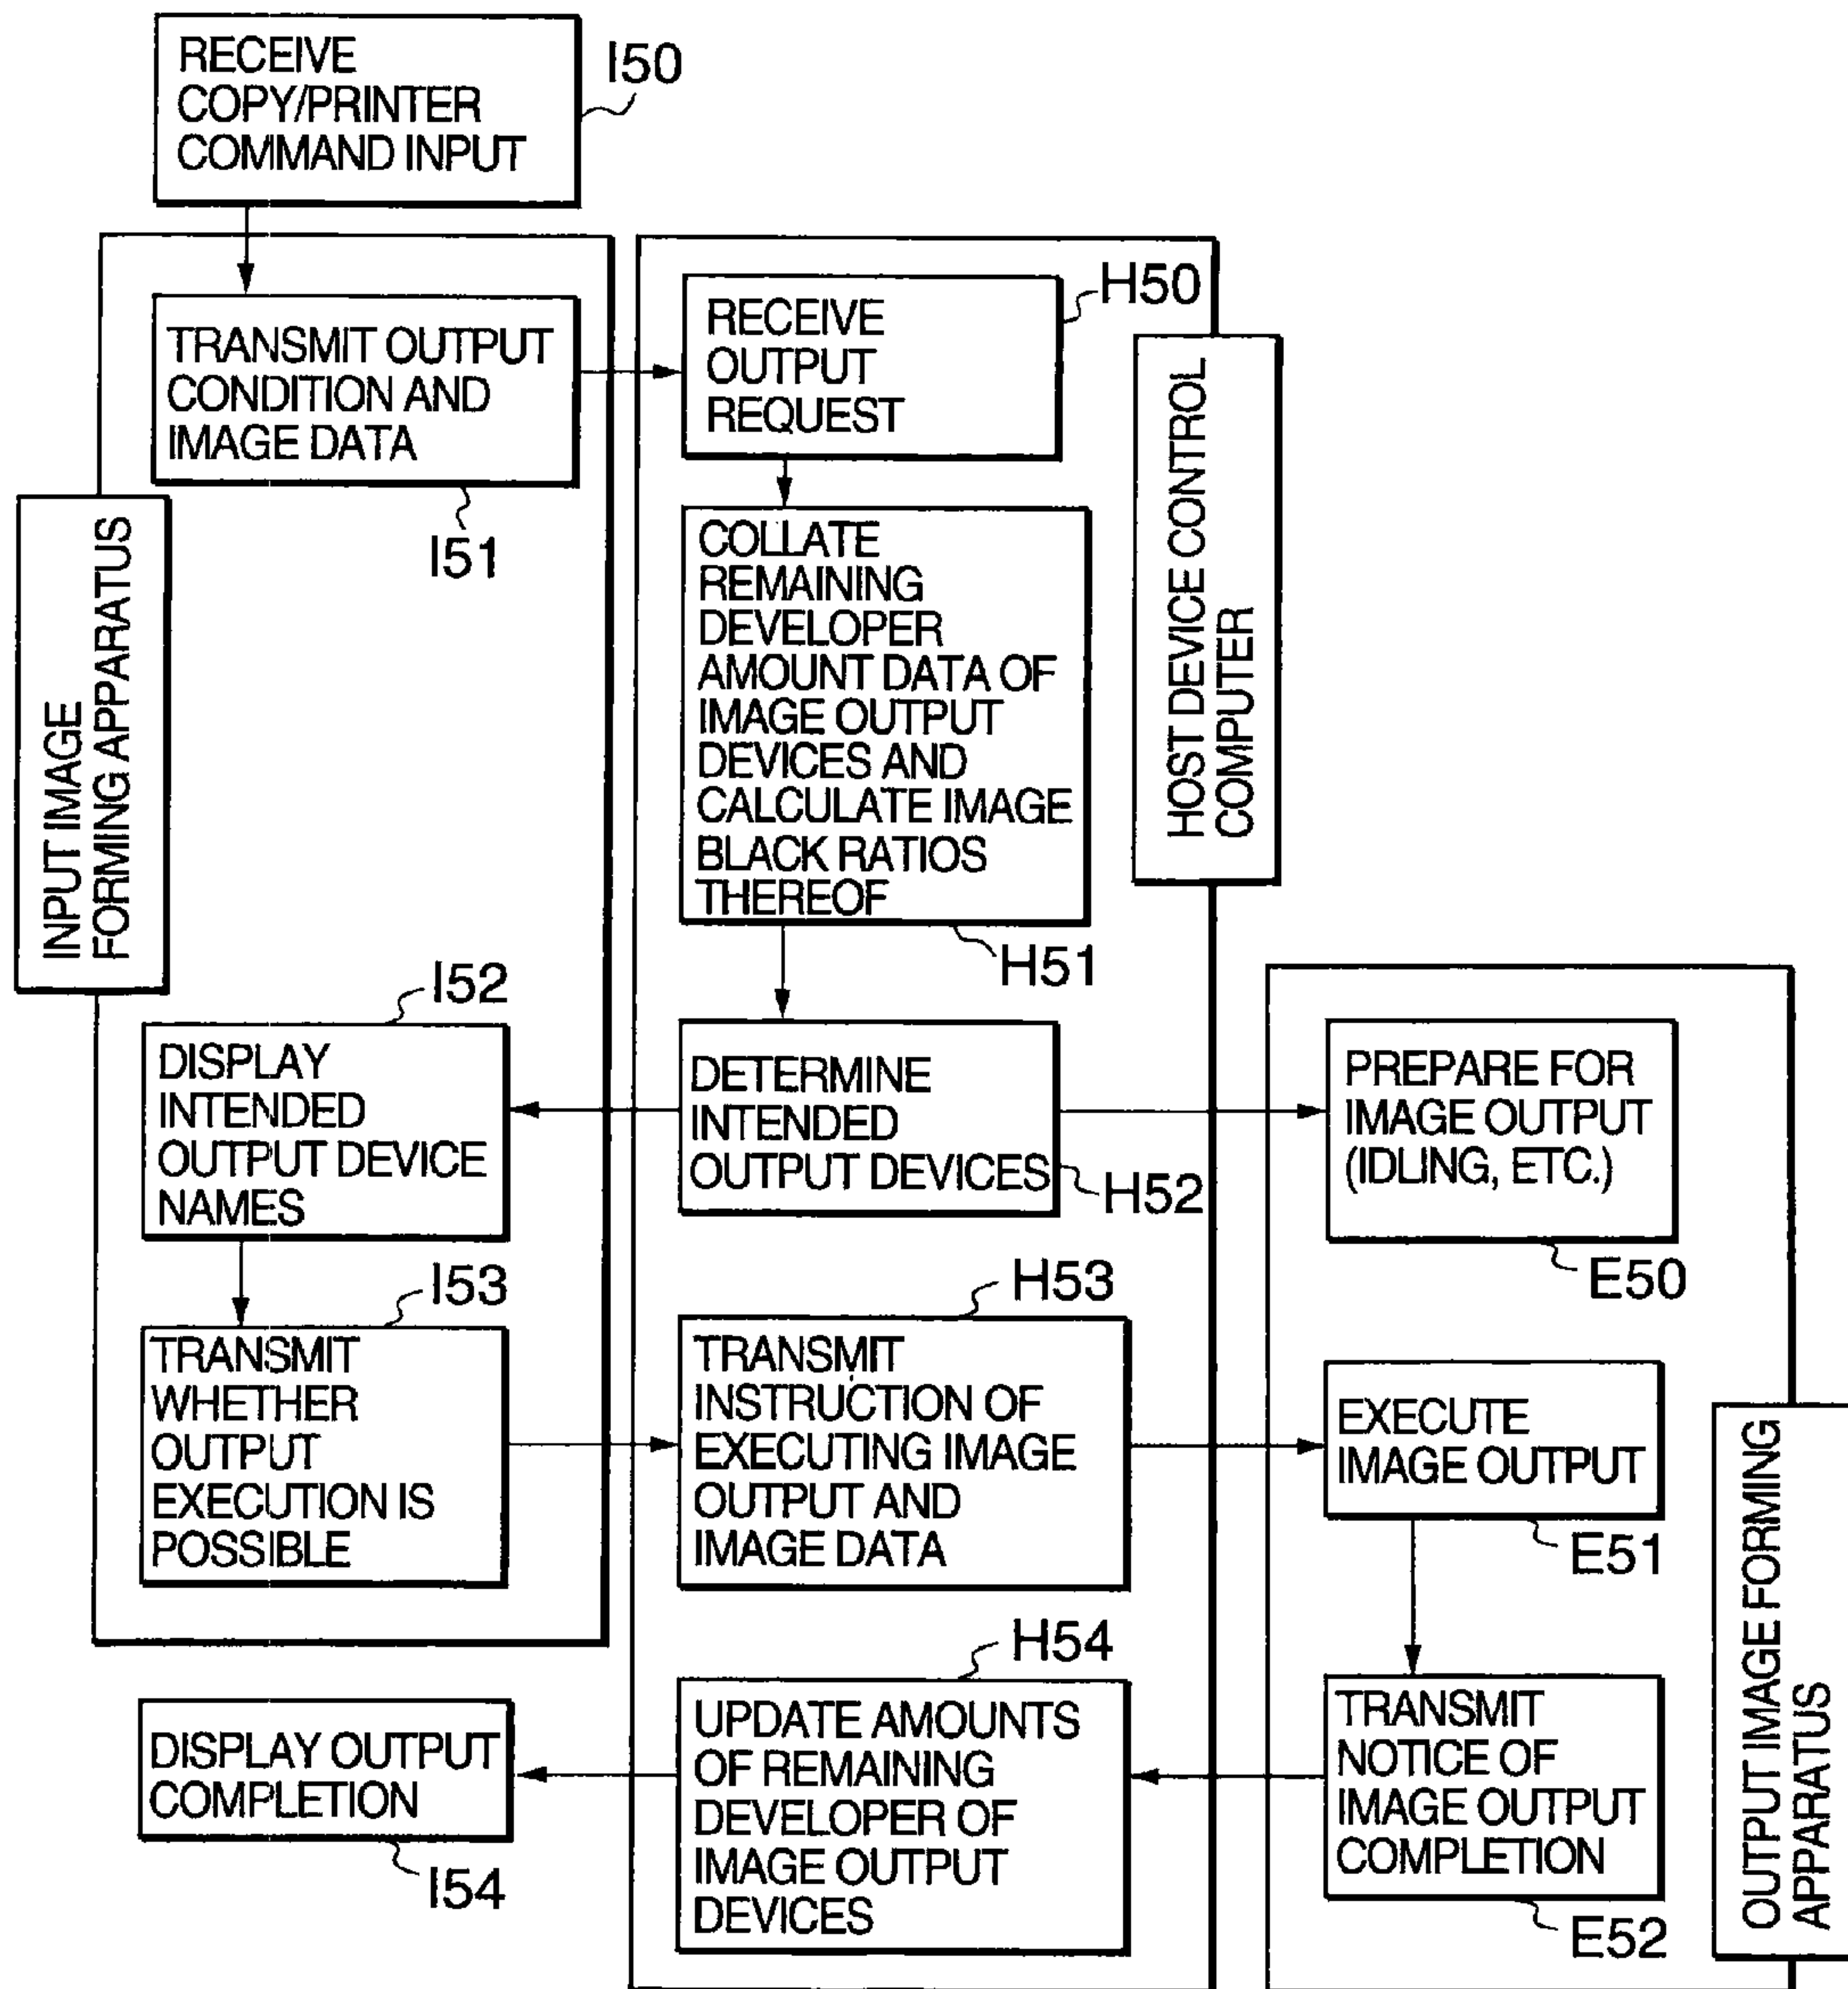 RECEIVE
COPY/PRINTER
COMMAND INPUT
I50
TRANSMIT OUTPUT
CONDITION AND
IMAGE DATA
I51
INPUT IMAGE
FORMING APPARATUS
RECEIVE
OUTPUT
REQUEST
H50
HOST DEVICE CONTROL
COMPUTER
COLLATE
REMAINING
DEVELOPER
AMOUNT DATA OF
IMAGE OUTPUT
DEVICES AND
CALCULATE IMAGE
BLACK RATIOS
THEREOF
H51
I52
DISPLAY
INTENDED
OUTPUT DEVICE
NAMES
DETERMINE
INTENDED
OUTPUT DEVICES
H52
PREPARE FOR
IMAGE OUTPUT
(IDLING, ETC.)
E50
I53
TRANSMIT
WHETHER
OUTPUT
EXECUTION IS
POSSIBLE
H53
TRANSMIT
INSTRUCTION OF
EXECUTING IMAGE
OUTPUT AND
IMAGE DATA
EXECUTE
IMAGE OUTPUT
E51
OUTPUT IMAGE FORMING
APPARATUS
TRANSMIT
NOTICE OF
IMAGE OUTPUT
COMPLETION
E52
H54
UPDATE AMOUNTS
OF REMAINING
DEVELOPER OF
IMAGE OUTPUT
DEVICES
DISPLAY OUTPUT
COMPLETION
I54